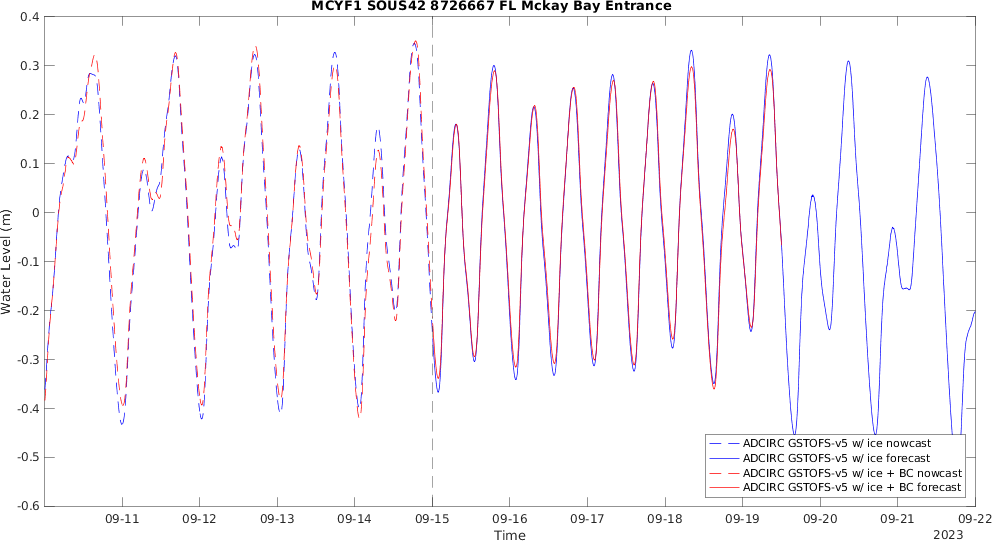 MCYF1 SOUS42 8726667 FL Mckay Bay Entrance
0.4
0.3
0.2
0.1
0
-0.1
-0.2
-0.3
-0.4
-0.5
-0.6
Water Level (m)
09-11 09-12 09-13 09-14 09-15 09-16 09-17 09-18 09-19 09-20 09-21 09-22
Time
2023
ADCIRC GSTOFS-v5 w/ ice nowcast
ADCIRC GSTOFS-v5 w/ ice forecast
ADCIRC GSTOFS-v5 w/ ice + BC nowcast
ADCIRC GSTOFS-v5 w/ ice + BC forecast